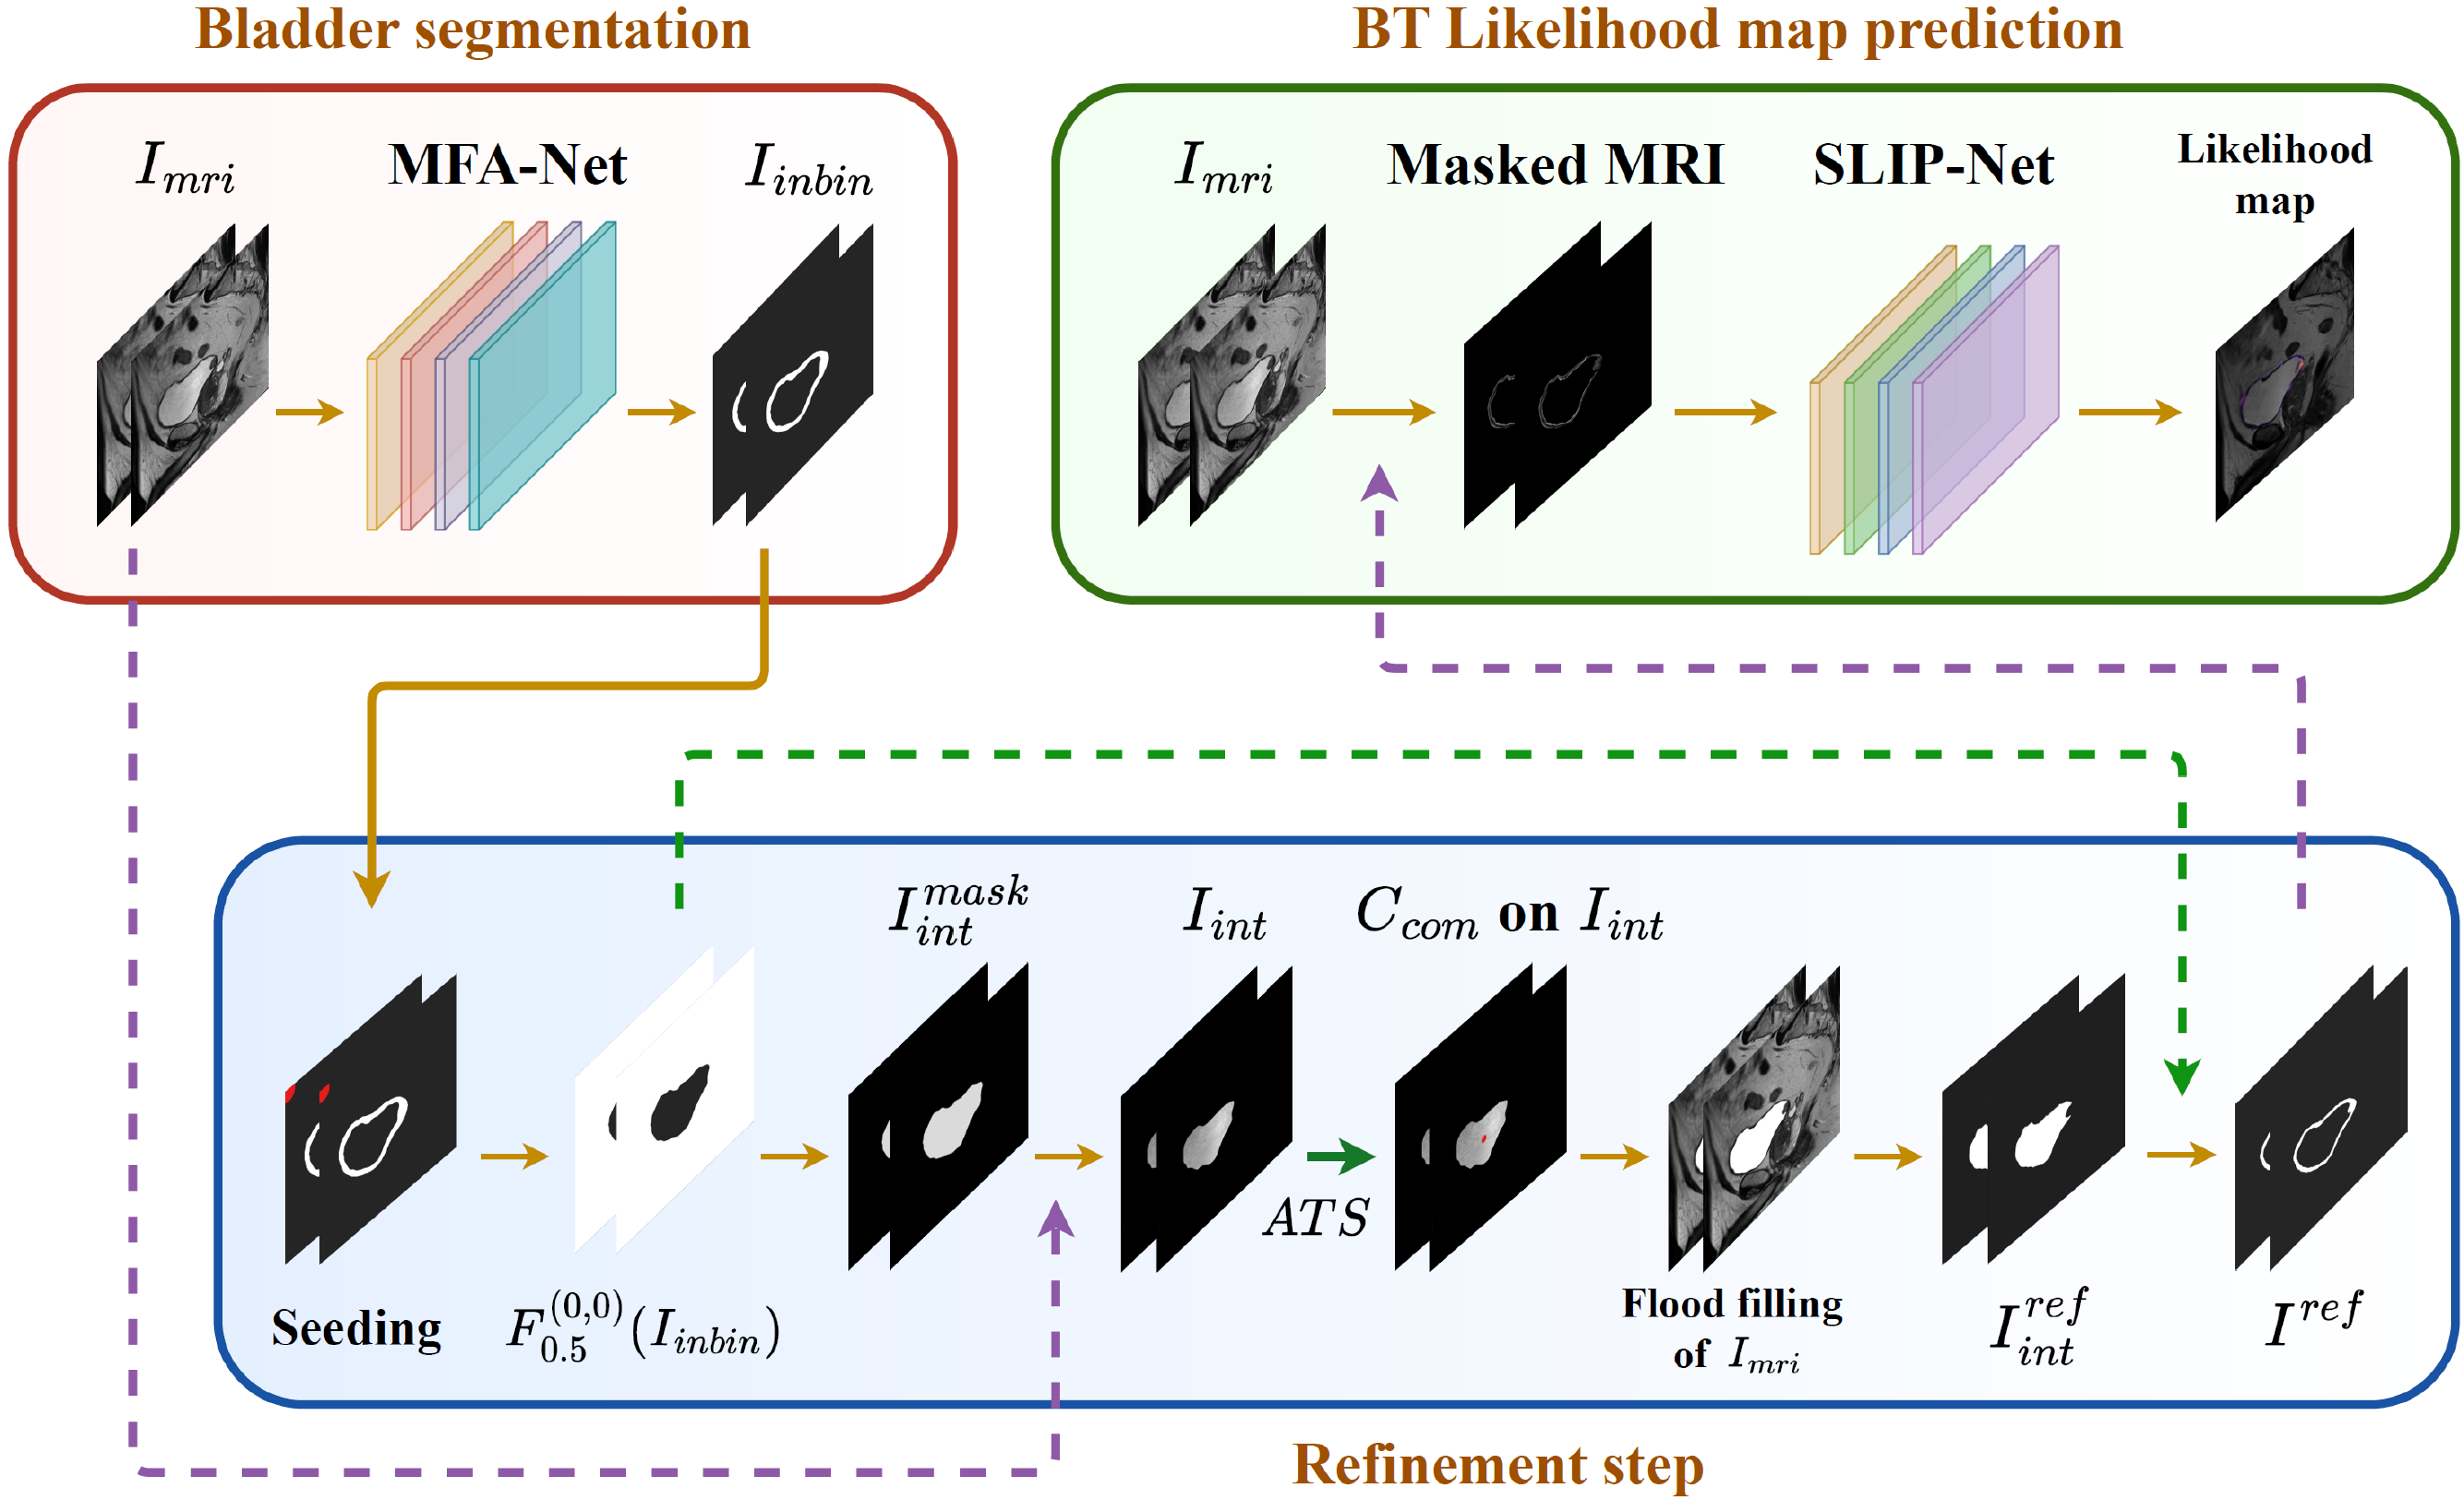 Bladder segmentation
BT Likelihood map prediction
I_{mri}
MFA-Net
I_{inbin}
I_{mri}
Masked MRI
SLIP-Net
Likelihood
map
I_{int}^{mask}
I_{int}
C_{com} on I_{int}
ATS
Seeding
F_{0.5}^{(0,0)}(I_{inbin})
Flood filling
of I_{mri}
I_{int}^{ref}
I^{ref}
Refinement step